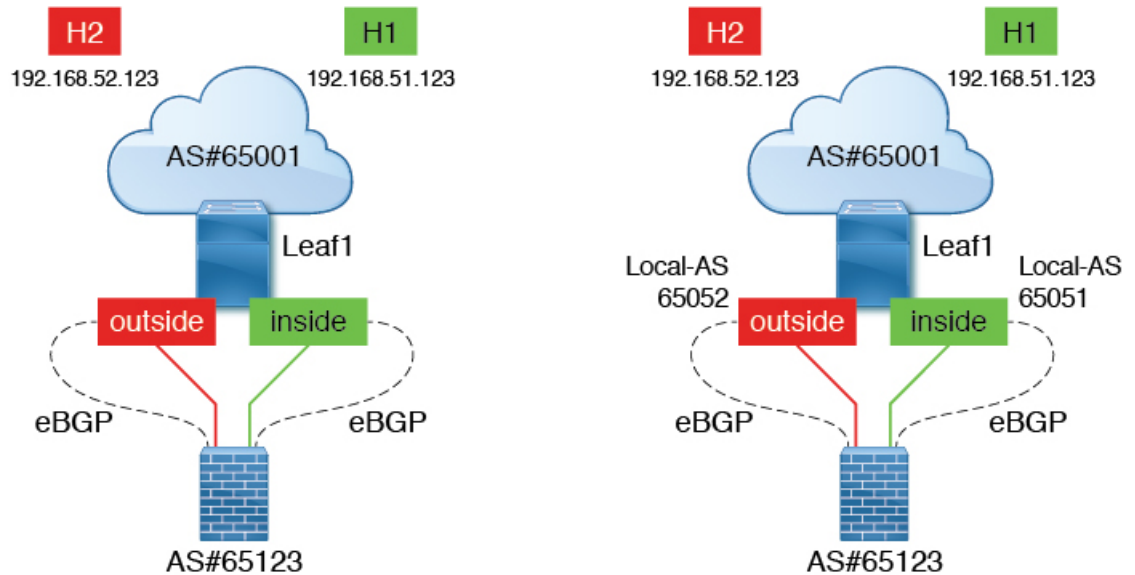 H2
H1
192.168.52.123
192.168.51.123
AS#65001
Leaf1
outside
inside
eBGP
eBGP
AS#65123
H2
H1
192.168.52.123
192.168.51.123
AS#65001
Leaf1
Local-AS
65052
Local-AS
65051
outside
inside
eBGP
eBGP
AS#65123